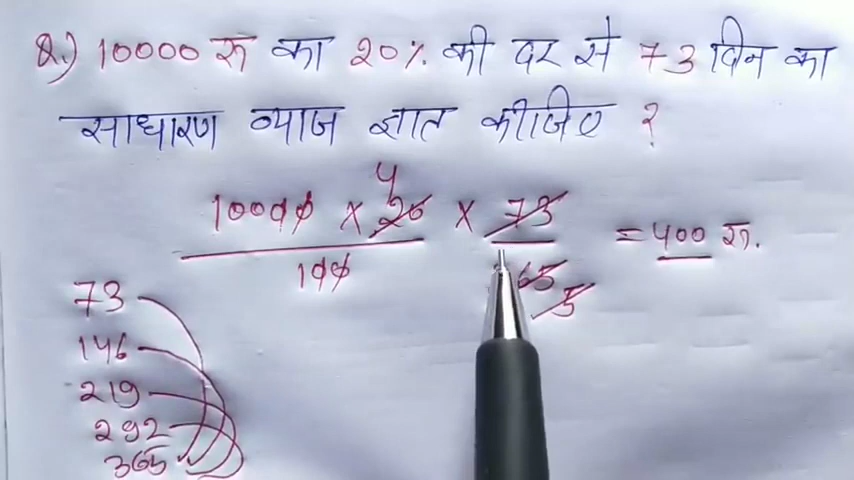 Q.) 10000 रु का 20% की दर से 73 दिन का
साधारण व्याज ज्ञात कीजिए ?
4
10000 × 20 × 73 = 400 रु.
100 365
5
73
146
219
292
365